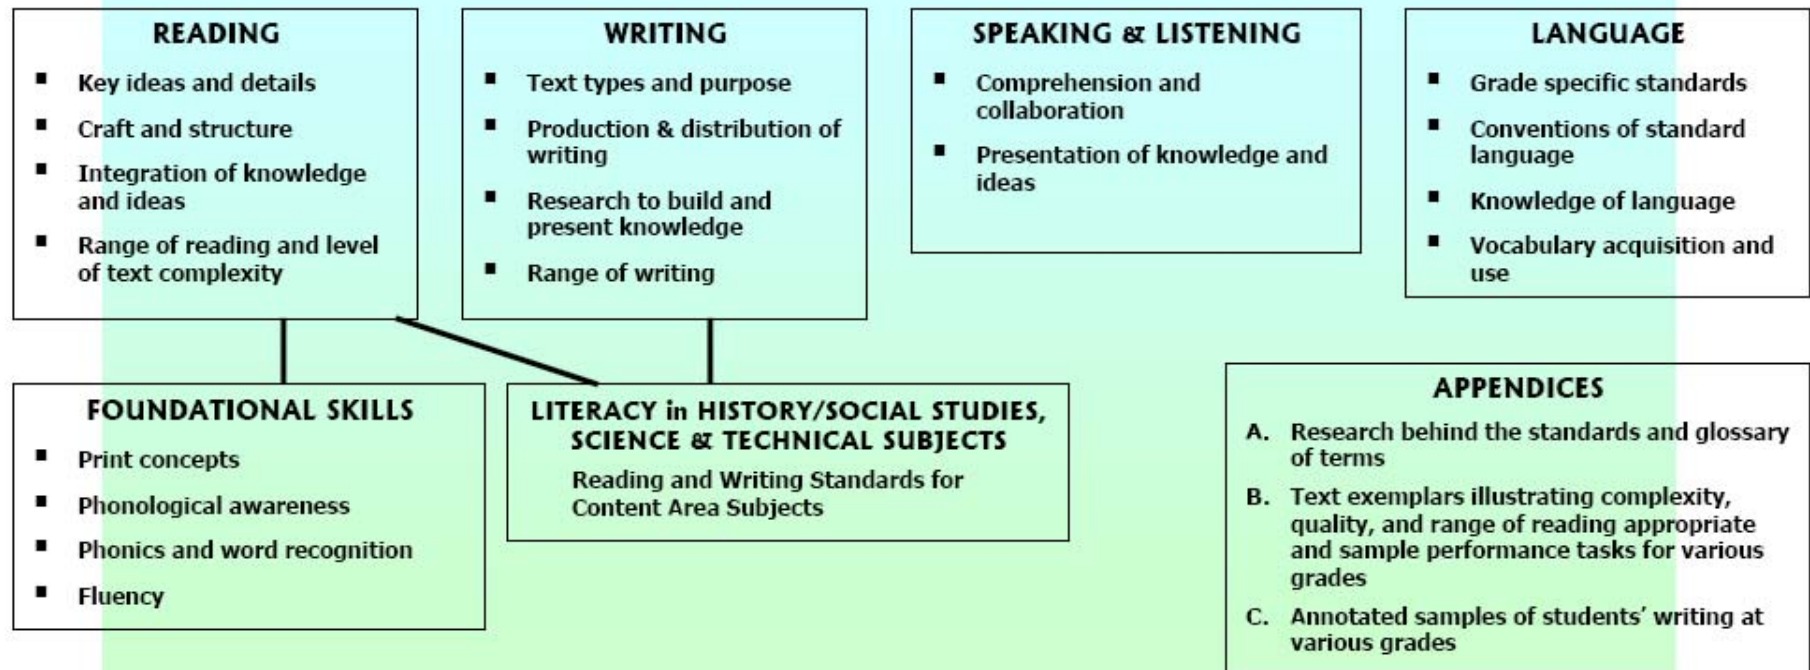 READING
▪ Key ideas and details
▪ Craft and structure
▪ Integration of knowledge
and ideas
▪ Range of reading and level
of text complexity
WRITING
▪ Text types and purpose
▪ Production & distribution of
writing
▪ Research to build and
present knowledge
▪ Range of writing
SPEAKING & LISTENING
▪ Comprehension and
collaboration
▪ Presentation of knowledge and
ideas
LANGUAGE
▪ Grade specific standards
▪ Conventions of standard
language
▪ Knowledge of language
▪ Vocabulary acquisition and
use
FOUNDATIONAL SKILLS
▪ Print concepts
▪ Phonological awareness
▪ Phonics and word recognition
▪ Fluency
LITERACY in HISTORY/SOCIAL STUDIES,
SCIENCE & TECHNICAL SUBJECTS
Reading and Writing Standards for
Content Area Subjects
APPENDICES
A. Research behind the standards and glossary
of terms
B. Text exemplars illustrating complexity,
quality, and range of reading appropriate
and sample performance tasks for various
grades
C. Annotated samples of students' writing at
various grades